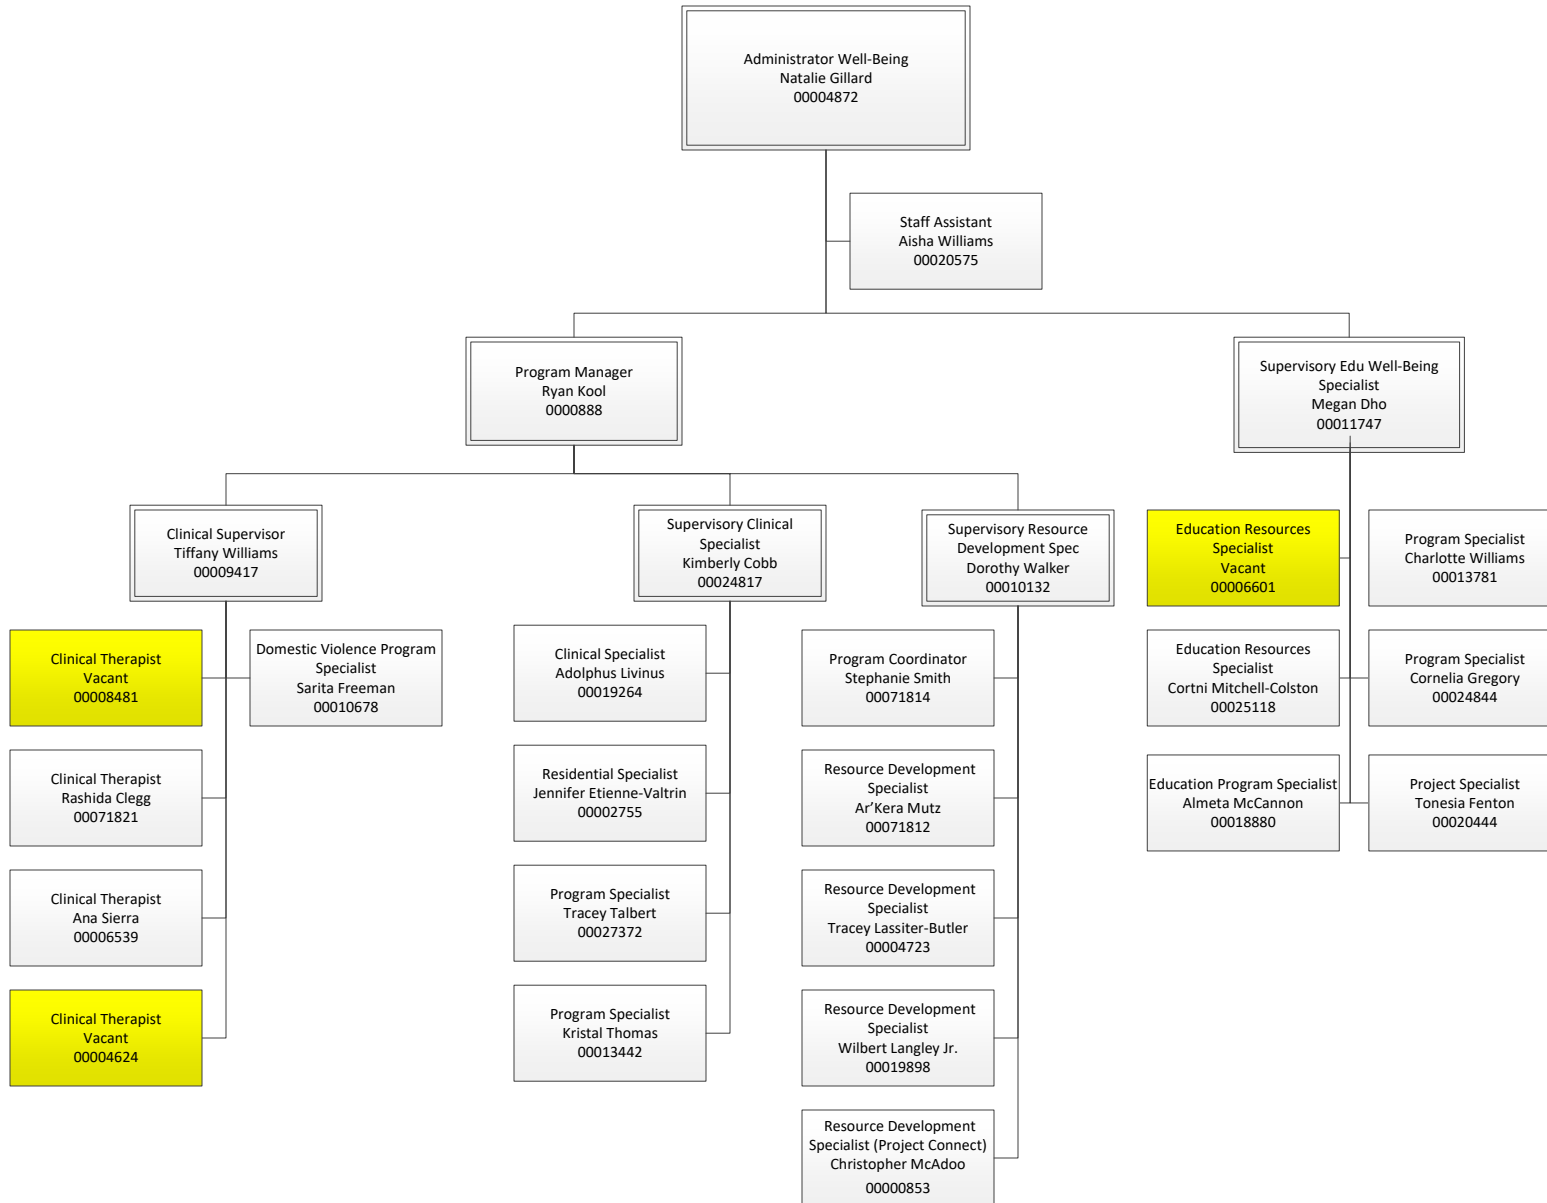 Administrator Well-Being
Natalie Gillard
00004872
Staff Assistant
Aisha Williams
00020575
Program Manager
Ryan Kool
0000888
Supervisory Edu Well-Being
Specialist
Megan Dho
00011747
Clinical Supervisor
Tiffany Williams
00009417
Supervisory Clinical
Specialist
Kimberly Cobb
00024817
Supervisory Resource
Development Spec
Dorothy Walker
00010132
Education Resources
Specialist
Vacant
00006601
Program Specialist
Charlotte Williams
00013781
Clinical Therapist
Vacant
00008481
Domestic Violence Program
Specialist
Sarita Freeman
00010678
Clinical Specialist
Adolphus Livinus
00019264
Program Coordinator
Stephanie Smith
00071814
Education Resources
Specialist
Cortni Mitchell-Colston
00025118
Program Specialist
Cornelia Gregory
00024844
Clinical Therapist
Rashida Clegg
00071821
Residential Specialist
Jennifer Etienne-Valtrin
00002755
Resource Development
Specialist
Ar’Kera Mutz
00071812
Education Program Specialist
Almeta McCannon
00018880
Project Specialist
Tonesia Fenton
00020444
Clinical Therapist
Ana Sierra
00006539
Program Specialist
Tracey Talbert
00027372
Resource Development
Specialist
Tracey Lassiter-Butler
00004723
Clinical Therapist
Vacant
00004624
Program Specialist
Kristal Thomas
00013442
Resource Development
Specialist
Wilbert Langley Jr.
00019898
Resource Development
Specialist (Project Connect)
Christopher McAdoo
00000853